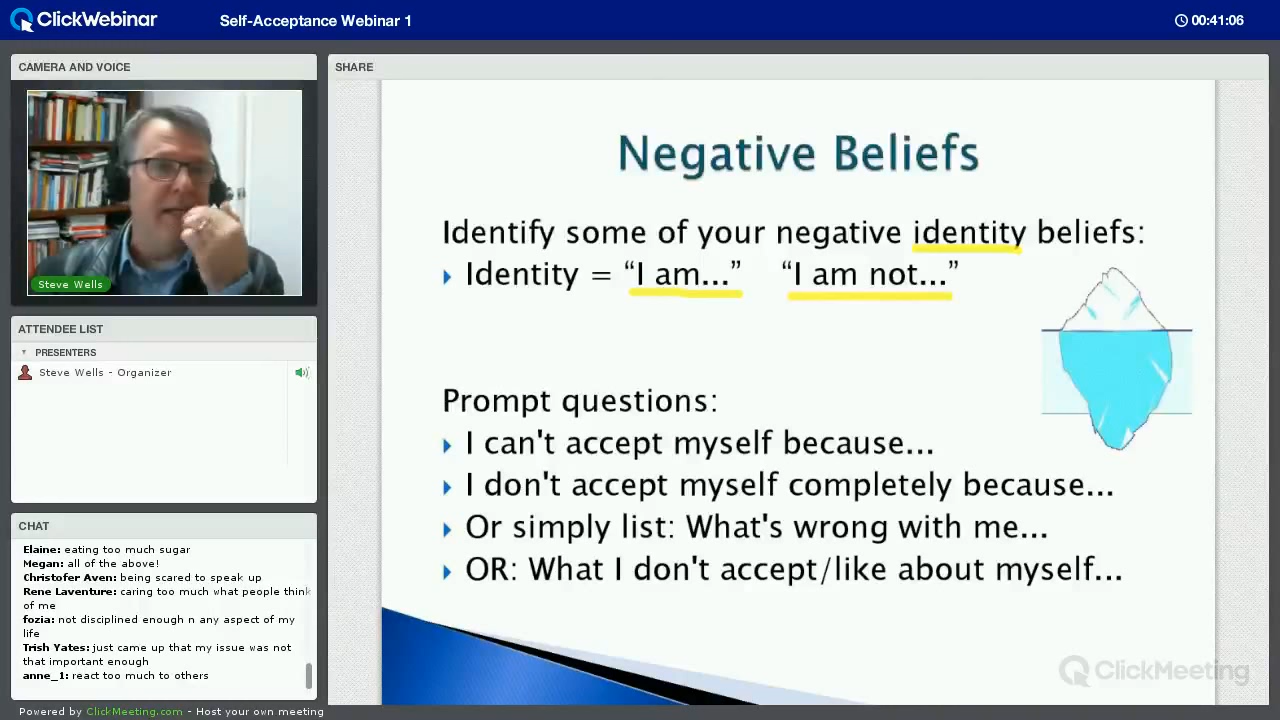 ClickWebinar
Self-Acceptance Webinar 1
00:41:06
CAMERA AND VOICE
Steve Wells
ATTENDEE LIST
PRESENTERS
Steve Wells - Organizer
CHAT
Elaine: eating too much sugar
Megan: all of the above!
Christofer Aven: being scared to speak up
Rene Laventure: caring too much what people think
of me
fozia: not disciplined enough n any aspect of my
life
Trish Yates: just came up that my issue was not
that important enough
anne_1: react too much to others
Powered by ClickMeeting.com - Host your own meeting
SHARE
Negative Beliefs
Identify some of your negative identity beliefs:
Identity = “I am...” “I am not...”
Prompt questions:
I can't accept myself because...
I don't accept myself completely because...
Or simply list: What's wrong with me...
OR: What I don't accept/like about myself...
ClickMeeting